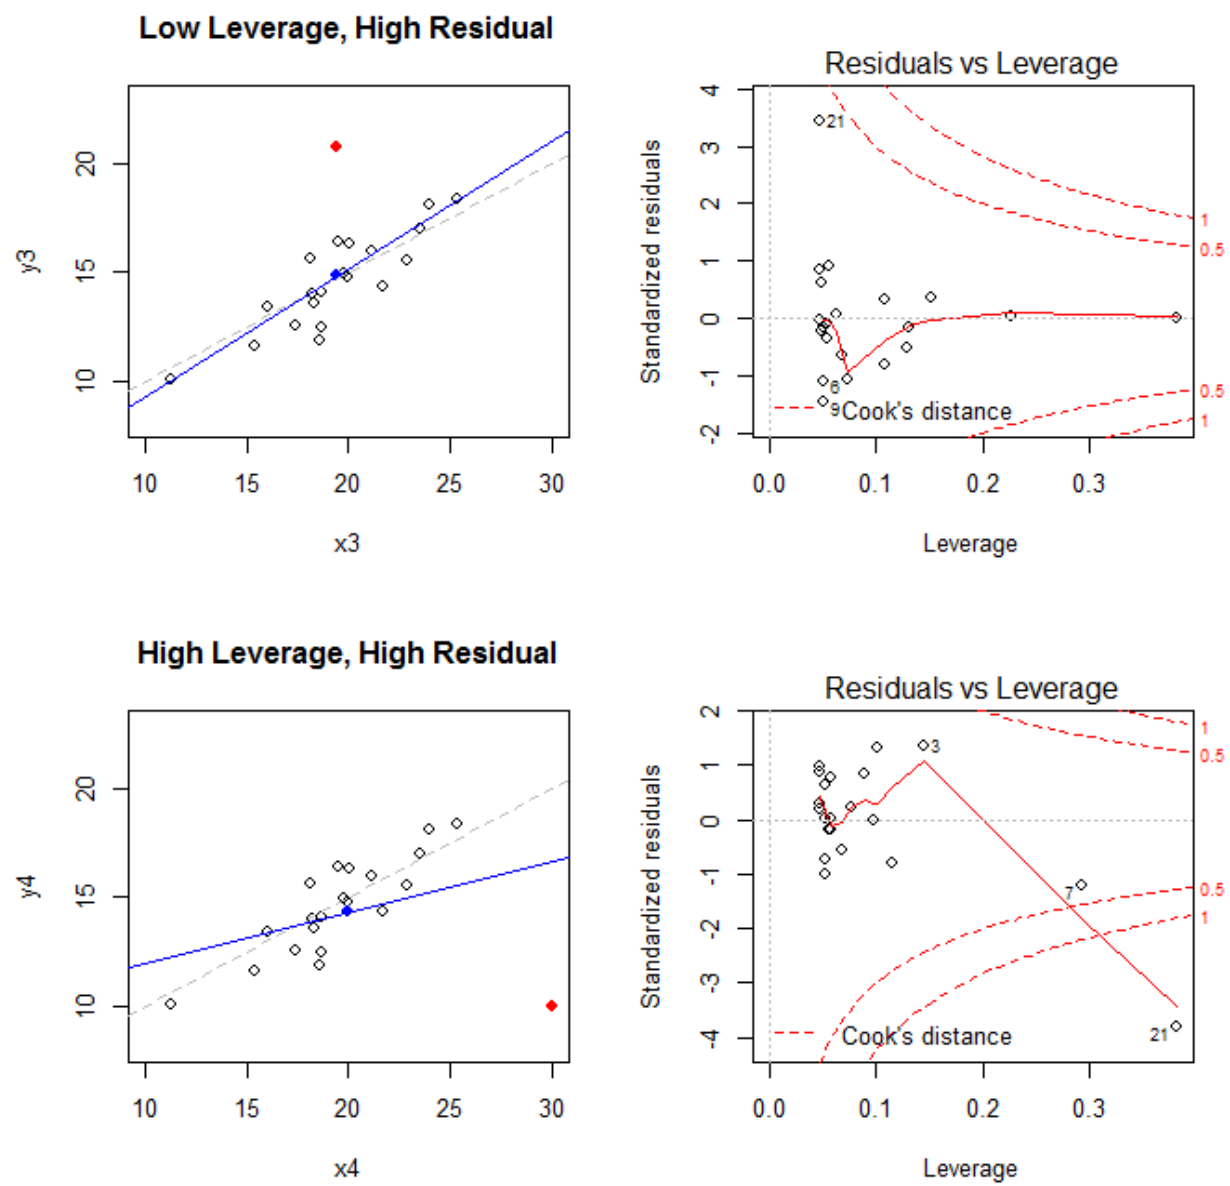 Low Leverage, High Residual
y3
20
15
10
10 15 20 25 30
x3
Residuals vs Leverage
Standardized residuals
4
3
2
1
0
-1
-2
21
6
9
Cook's distance
1
0.5
0.5
1
0.0 0.1 0.2 0.3
Leverage
High Leverage, High Residual
y4
20
15
10
10 15 20 25 30
x4
Residuals vs Leverage
Standardized residuals
2
1
0
-1
-2
-3
-4
3
7
21
Cook's distance
1
0.5
0.5
1
0.0 0.1 0.2 0.3
Leverage